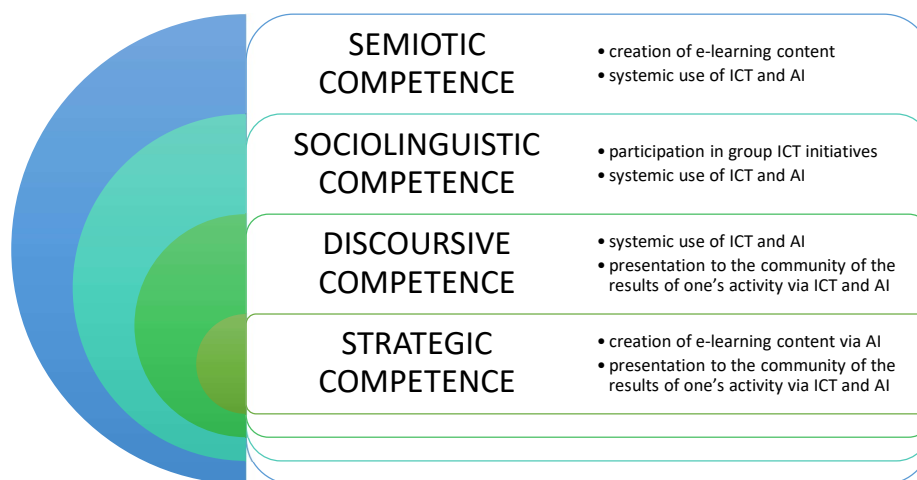 SEMIOTIC
COMPETENCE
• creation of e-learning content
• systemic use of ICT and AI
SOCIOLINGUISTIC
COMPETENCE
• participation in group ICT initiatives
• systemic use of ICT and AI
DISCOURSIVE
COMPETENCE
• systemic use of ICT and AI
• presentation to the community of the
results of one’s activity via ICT and AI
STRATEGIC
COMPETENCE
• creation of e-learning content via AI
• presentation to the community of the
results of one’s activity via ICT and AI